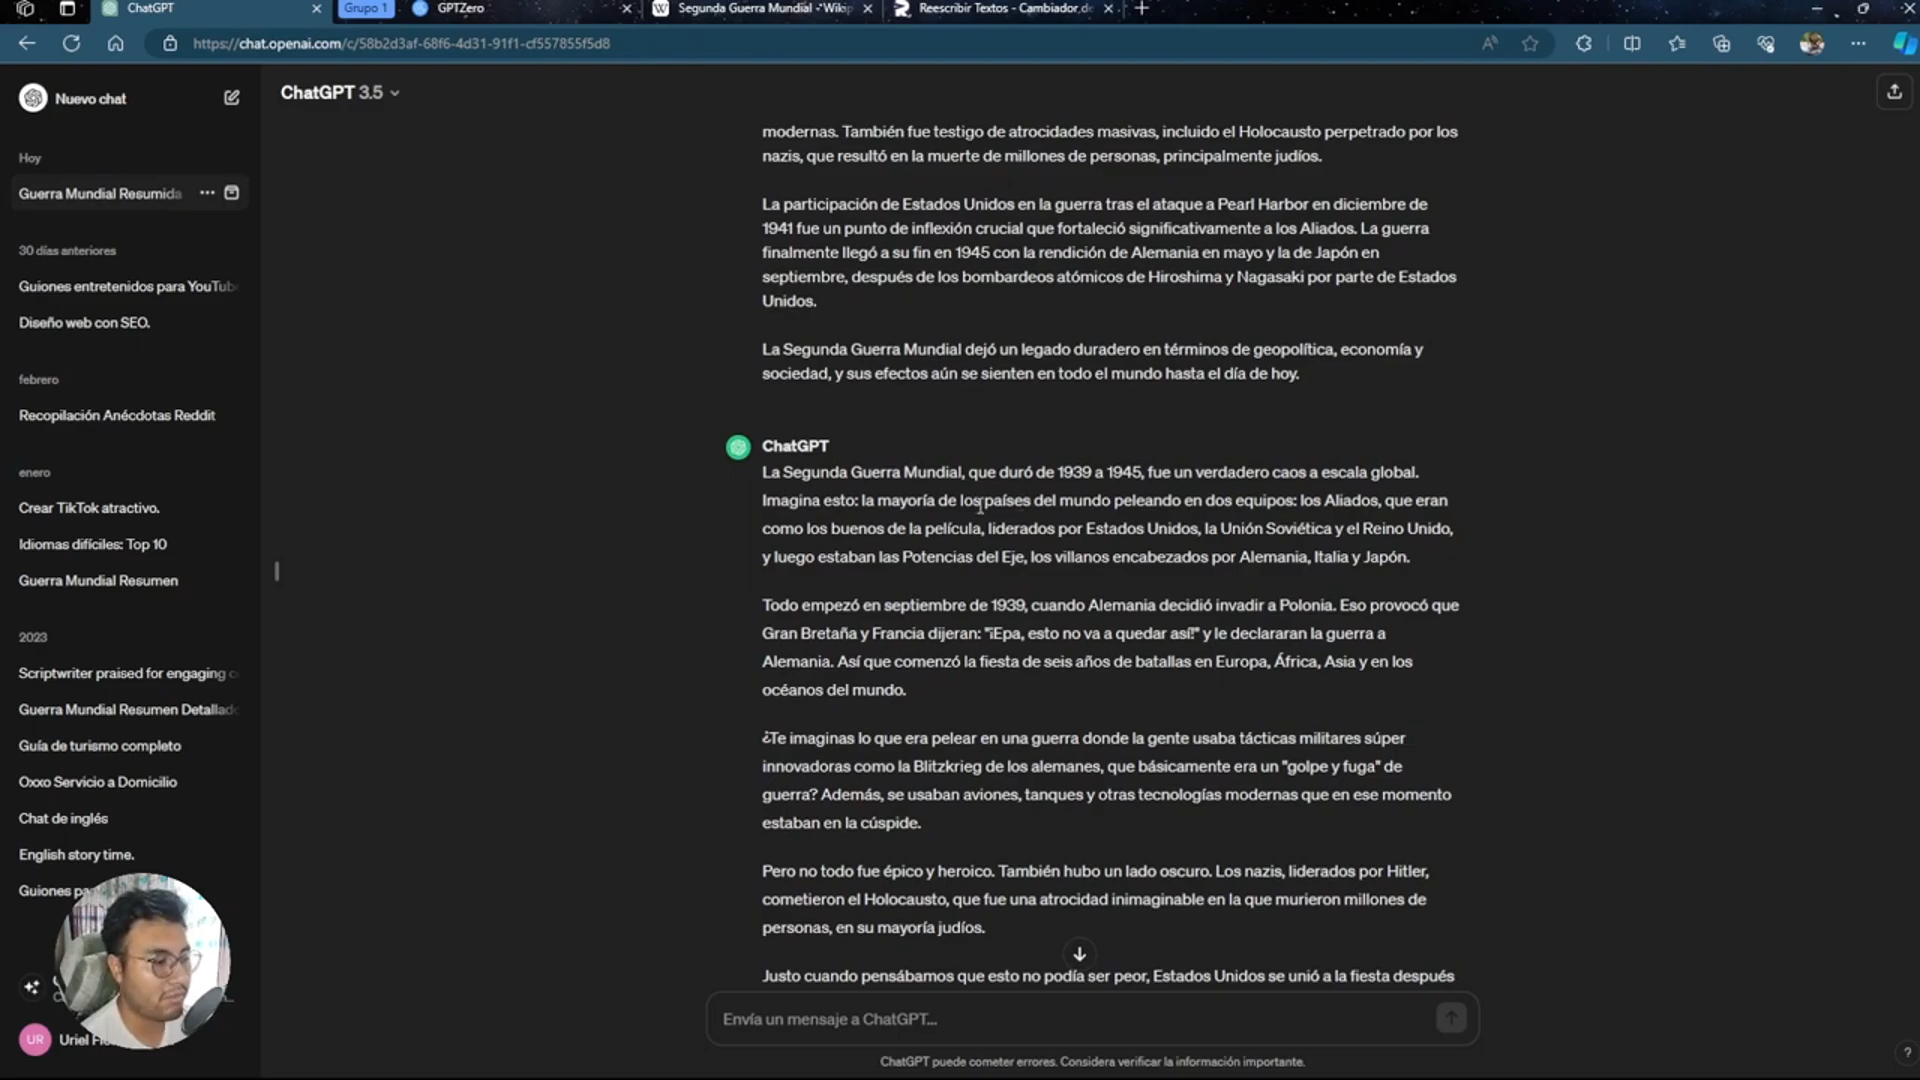 ChatGPT
Grupo 1
GPTZero
Segunda Guerra Mundial - Wikip
Reescribir Textos - Cambiador de
https://chat.openai.com/c/58b2d3af-68f6-4d31-91f1-cf557855f5d8
Nuevo chat
Hoy
Guerra Mundial Resumida
30 días anteriores
Guiones entretenidos para YouTub
Diseño web con SEO.
febrero
Recopilación Anécdotas Reddit
enero
Crear TikTok atractivo.
Idiomas difíciles: Top 10
Guerra Mundial Resumen
2023
Scriptwriter praised for engaging c
Guerra Mundial Resumen Detallado
Guía de turismo completo
Oxxo Servicio a Domicilio
Chat de inglés
English story time.
Guiones pa
UR
Uriel
ChatGPT 3.5
modernas. También fue testigo de atrocidades masivas, incluido el Holocausto perpetrado por los
nazis, que resultó en la muerte de millones de personas, principalmente judíos.
La participación de Estados Unidos en la guerra tras el ataque a Pearl Harbor en diciembre de
1941 fue un punto de inflexión crucial que fortaleció significativamente a los Aliados. La guerra
finalmente llegó a su fin en 1945 con la rendición de Alemania en mayo y la de Japón en
septiembre, después de los bombardeos atómicos de Hiroshima y Nagasaki por parte de Estados
Unidos.
La Segunda Guerra Mundial dejó un legado duradero en términos de geopolítica, economía y
sociedad, y sus efectos aún se sienten en todo el mundo hasta el día de hoy.
ChatGPT
La Segunda Guerra Mundial, que duró de 1939 a 1945, fue un verdadero caos a escala global.
Imagina esto: la mayoría de los países del mundo peleando en dos equipos: los Aliados, que eran
como los buenos de la película, liderados por Estados Unidos, la Unión Soviética y el Reino Unido,
y luego estaban las Potencias del Eje, los villanos encabezados por Alemania, Italia y Japón.
Todo empezó en septiembre de 1939, cuando Alemania decidió invadir a Polonia. Eso provocó que
Gran Bretaña y Francia dijeran: "¡Epa, esto no va a quedar así!" y le declararan la guerra a
Alemania. Así que comenzó la fiesta de seis años de batallas en Europa, África, Asia y en los
océanos del mundo.
¿Te imaginas lo que era pelear en una guerra donde la gente usaba tácticas militares súper
innovadoras como la Blitzkrieg de los alemanes, que básicamente era un "golpe y fuga" de
guerra? Además, se usaban aviones, tanques y otras tecnologías modernas que en ese momento
estaban en la cúspide.
Pero no todo fue épico y heroico. También hubo un lado oscuro. Los nazis, liderados por Hitler,
cometieron el Holocausto, que fue una atrocidad inimaginable en la que murieron millones de
personas, en su mayoría judíos.
Justo cuando pensábamos que esto no podía ser peor, Estados Unidos se unió a la fiesta después
Envía un mensaje a ChatGPT...
ChatGPT puede cometer errores. Considera verificar la información importante.
?